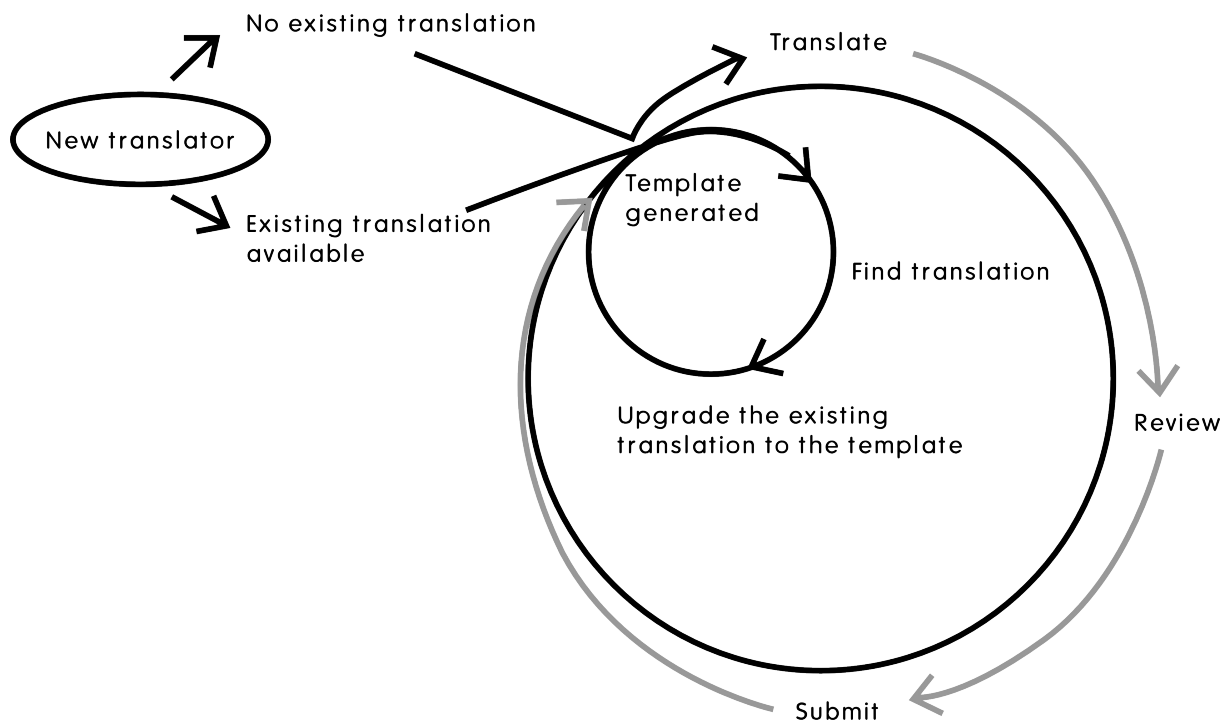 No existing translation
Translate
New translator
Template
generated
Existing translation
available
Find translation
Upgrade the existing
translation to the template
Review
Submit